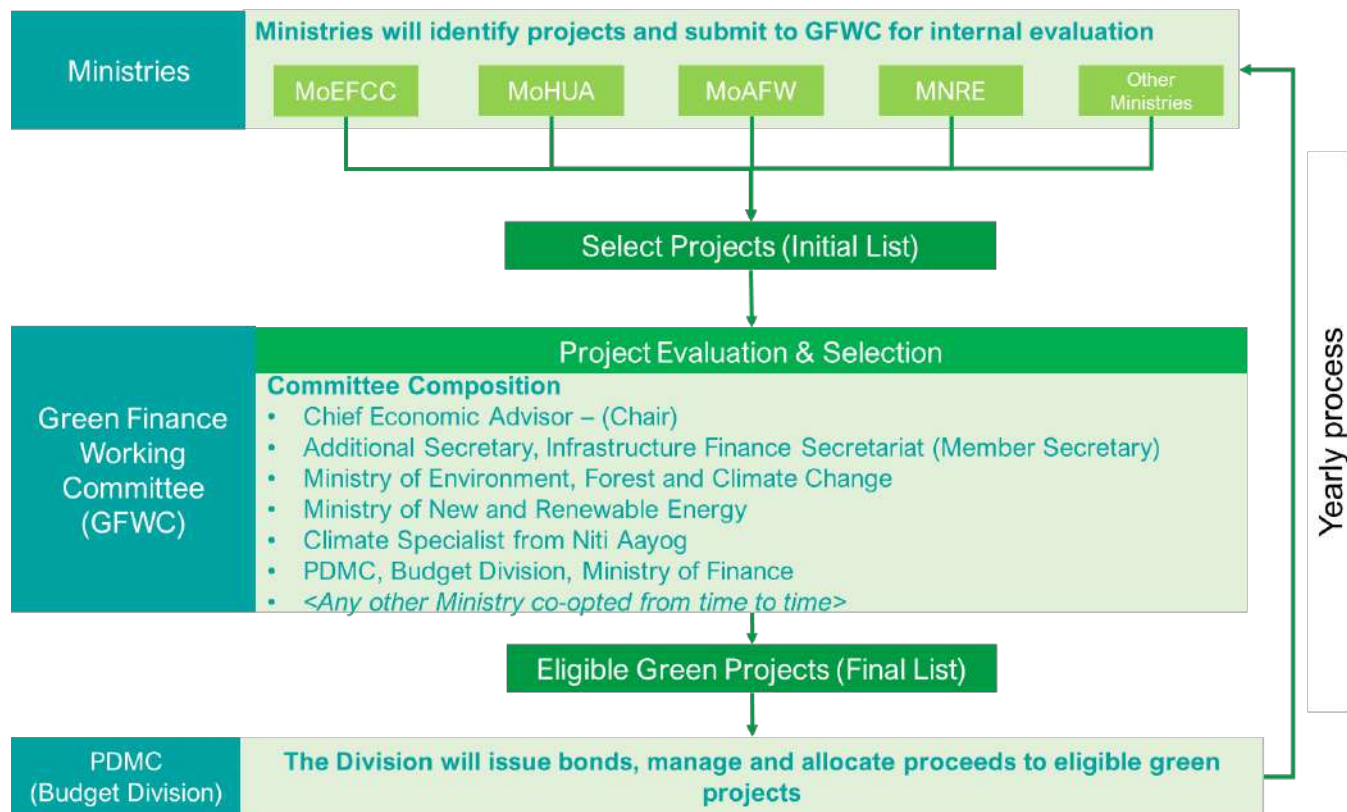 Ministries
Ministries will identify projects and submit to GFWC for internal evaluation
MoEFCC
MoHUA
MoAFW
MNRE
Other
Ministries
Select Projects (Initial List)
Green Finance
Working
Committee
(GFWC)
Project Evaluation & Selection
Committee Composition
• Chief Economic Advisor – (Chair)
• Additional Secretary, Infrastructure Finance Secretariat (Member Secretary)
• Ministry of Environment, Forest and Climate Change
• Ministry of New and Renewable Energy
• Climate Specialist from Niti Aayog
• PDMC, Budget Division, Ministry of Finance
• <Any other Ministry co-opted from time to time>
Eligible Green Projects (Final List)
PDMC
(Budget Division)
The Division will issue bonds, manage and allocate proceeds to eligible green
projects
Yearly process